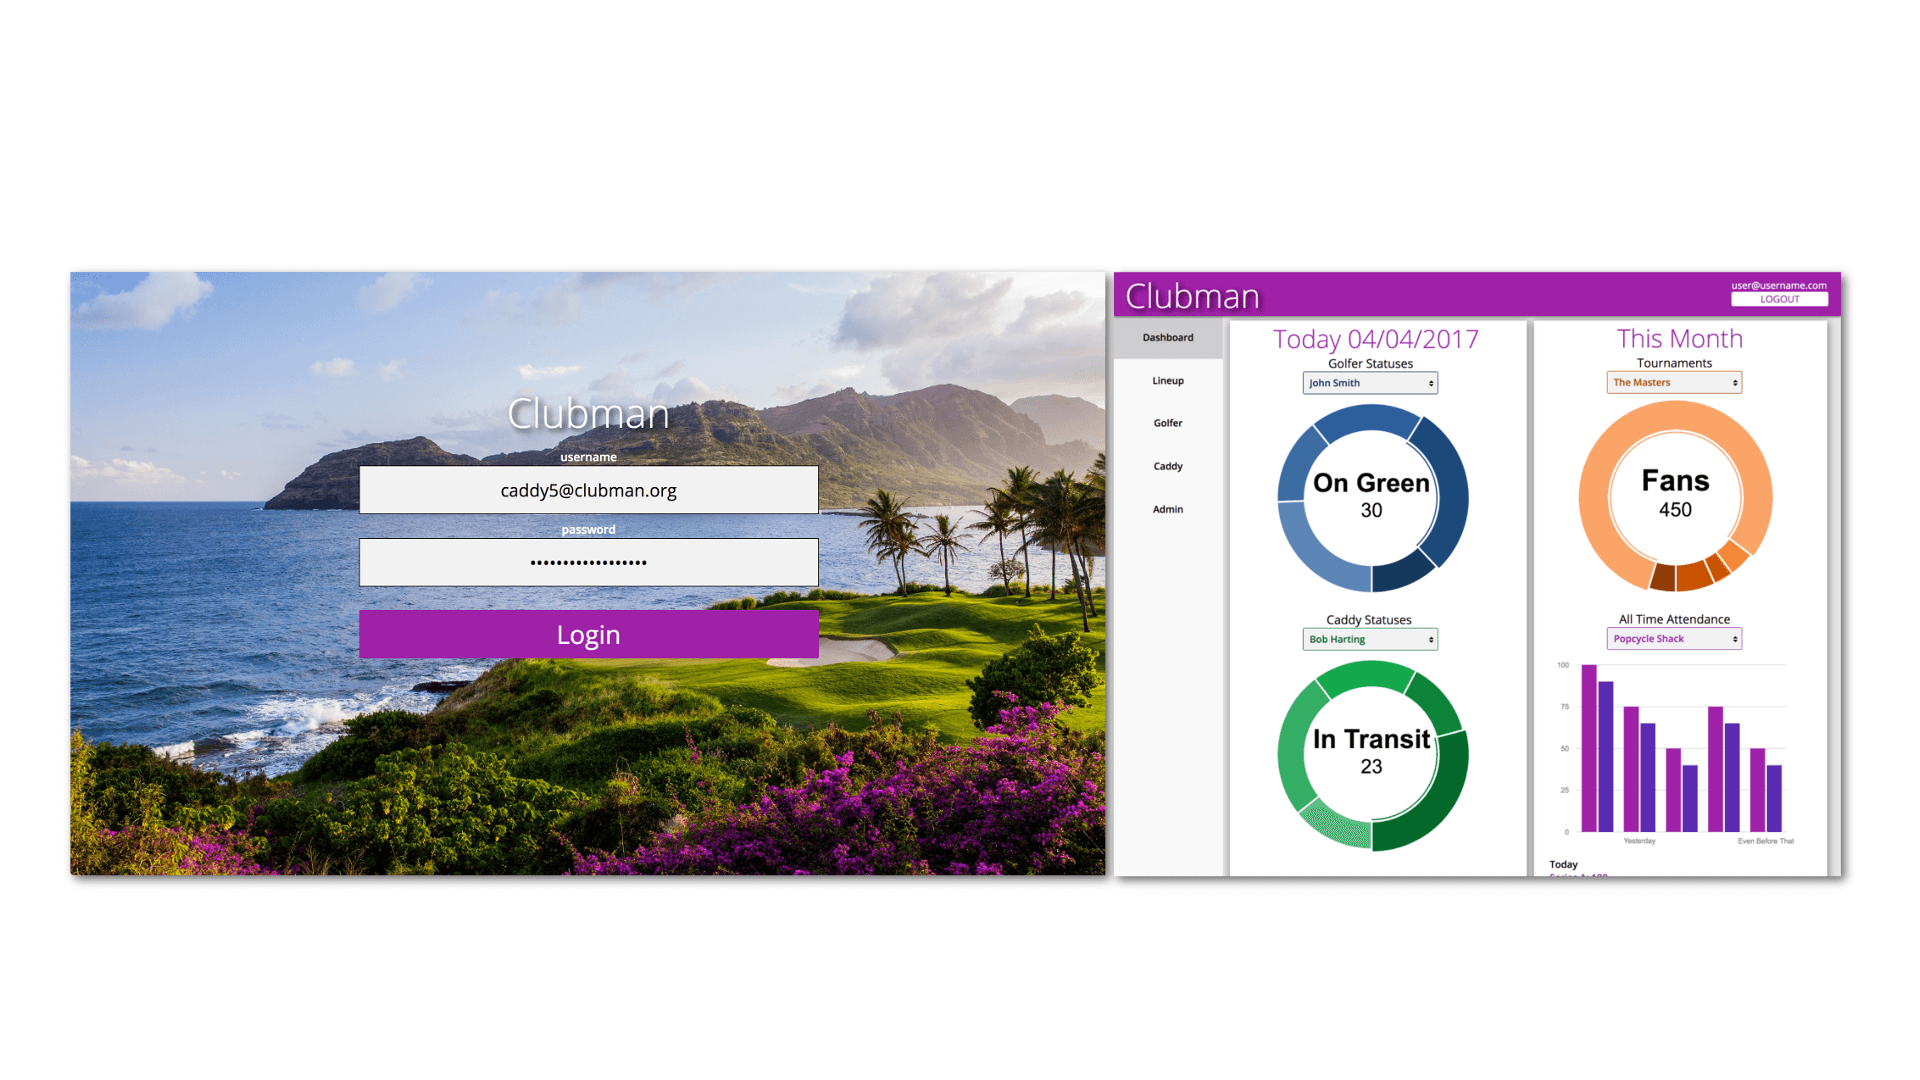 Clubman
username
caddy5@clubman.org
password
••••••••••••••••••
Login
Clubman
user@username.com
LOGOUT
Dashboard
Lineup
Golfer
Caddy
Admin
Today 04/04/2017
Golfer Statuses
John Smith
On Green
30
Caddy Statuses
Bob Harting
In Transit
23
This Month
Tournaments
The Masters
Fans
450
All Time Attendance
Popcycle Shack
100
75
50
25
0
Yesterday
Even Before That
Today